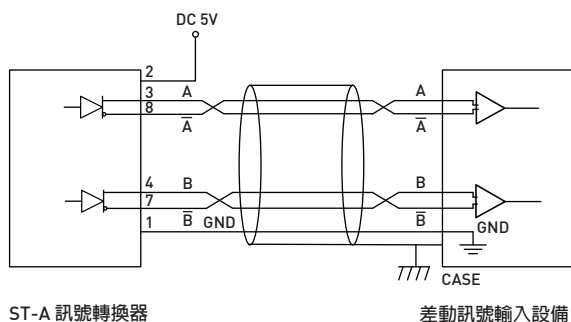 DC 5V
2
3 A A
8 A̅ A̅
4 B B
7
1 B̅ GND B̅ GND
CASE
ST-A 訊號轉換器 差動訊號輸入設備